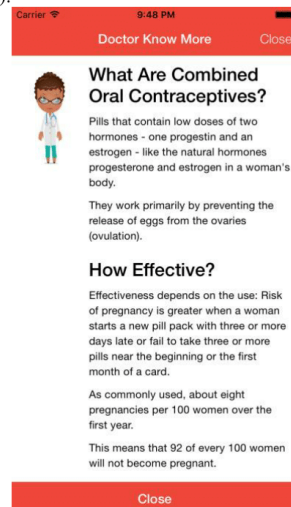 ).
Carrier 9:48 PM
Doctor Know More Close
What Are Combined
Oral Contraceptives?
Pills that contain low doses of two
hormones - one progestin and an
estrogen - like the natural hormones
progesterone and estrogen in a woman's
body.
They work primarily by preventing the
release of eggs from the ovaries
(ovulation).
How Effective?
Effectiveness depends on the use: Risk
of pregnancy is greater when a woman
starts a new pill pack with three or more
days late or fail to take three or more
pills near the beginning or the first
month of a card.
As commonly used, about eight
pregnancies per 100 women over the
first year.
This means that 92 of every 100 women
will not become pregnant.
Close